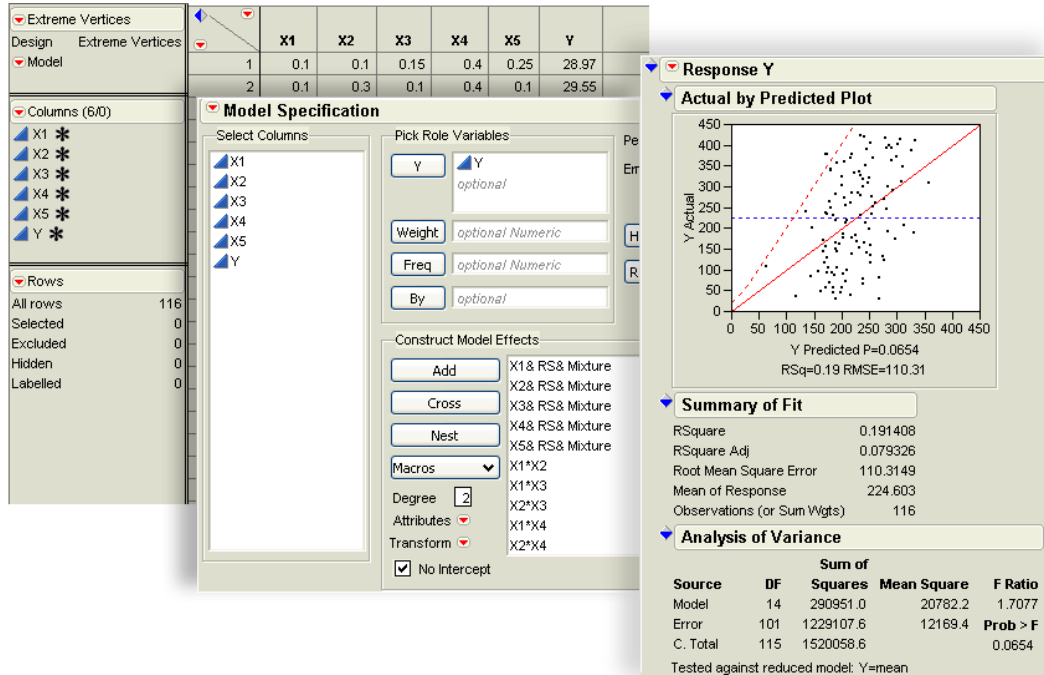 Extreme Vertices
Design Extreme Vertices
Model
Columns (6/0)
X1
X2
X3
X4
X5
Y
Rows
All rows 116
Selected 0
Excluded 0
Hidden 0
Labelled 0
X1 X2 X3 X4 X5 Y
1 0.1 0.1 0.15 0.4 0.25 28.97
2 0.1 0.3 0.1 0.4 0.1 29.55
Model Specification
Select Columns
X1
X2
X3
X4
X5
Y
Pick Role Variables
Y Y
optional
Weight optional Numeric
Freq optional Numeric
By optional
Pe
Em
H
R
Construct Model Effects
Add
Cross
Nest
Macros
Degree 2
Attributes
Transform
No Intercept
X1& RS& Mixture
X2& RS& Mixture
X3& RS& Mixture
X4& RS& Mixture
X5& RS& Mixture
X1*X2
X1*X3
X2*X3
X1*X4
X2*X4
Response Y
Actual by Predicted Plot
Y Actual
450
400
350
300
250
200
150
100
50
0
0 50 100 150 200 250 300 350 400 450
Y Predicted P=0.0654
RSq=0.19 RMSE=110.31
Summary of Fit
RSquare 0.191408
RSquare Adj 0.079326
Root Mean Square Error 110.3149
Mean of Response 224.603
Observations (or Sum Wgts) 116
Analysis of Variance
Sum of
Source DF Squares Mean Square F Ratio
Model 14 290951.0 20782.2 1.7077
Error 101 1229107.6 12169.4 Prob > F
C. Total 115 1520058.6 0.0654
Tested against reduced model: Y=mean